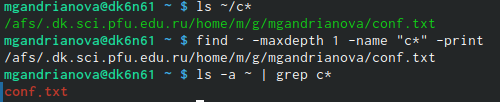 mgandrianova@dk6n61 ~ $ ls ~/c*
/afs/.dk.sci.pfu.edu.ru/home/m/g/mgandrianova/conf.txt
mgandrianova@dk6n61 ~ $ find ~ -maxdepth 1 -name "c*" -print
/afs/.dk.sci.pfu.edu.ru/home/m/g/mgandrianova/conf.txt
mgandrianova@dk6n61 ~ $ ls -a ~ | grep c*
conf.txt